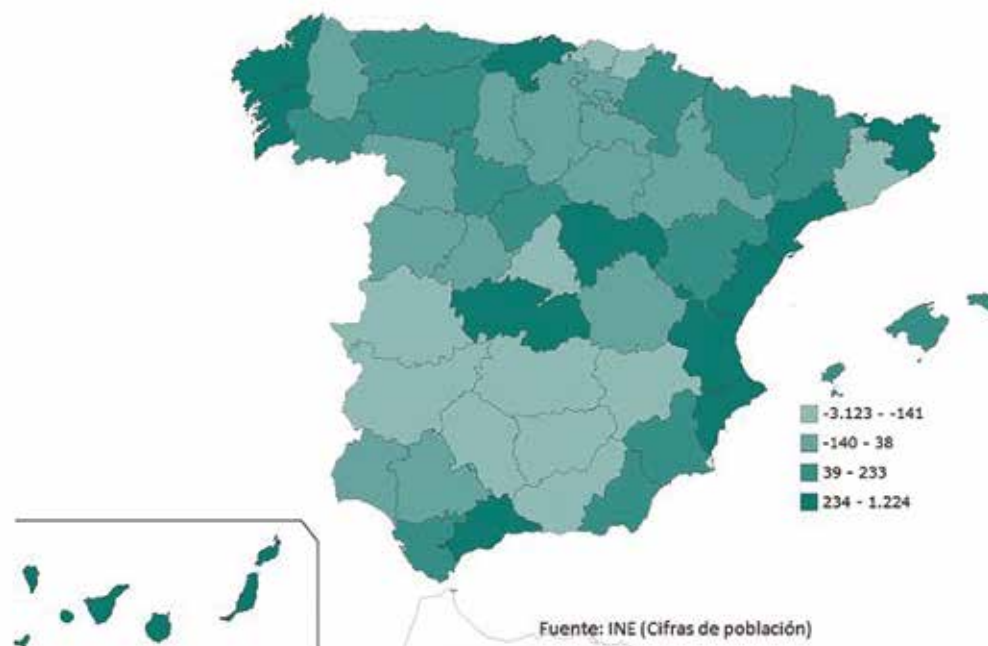 -3.123 - -141
-140 - 38
39 - 233
234 - 1.224
Fuente: INE (Cifras de población)